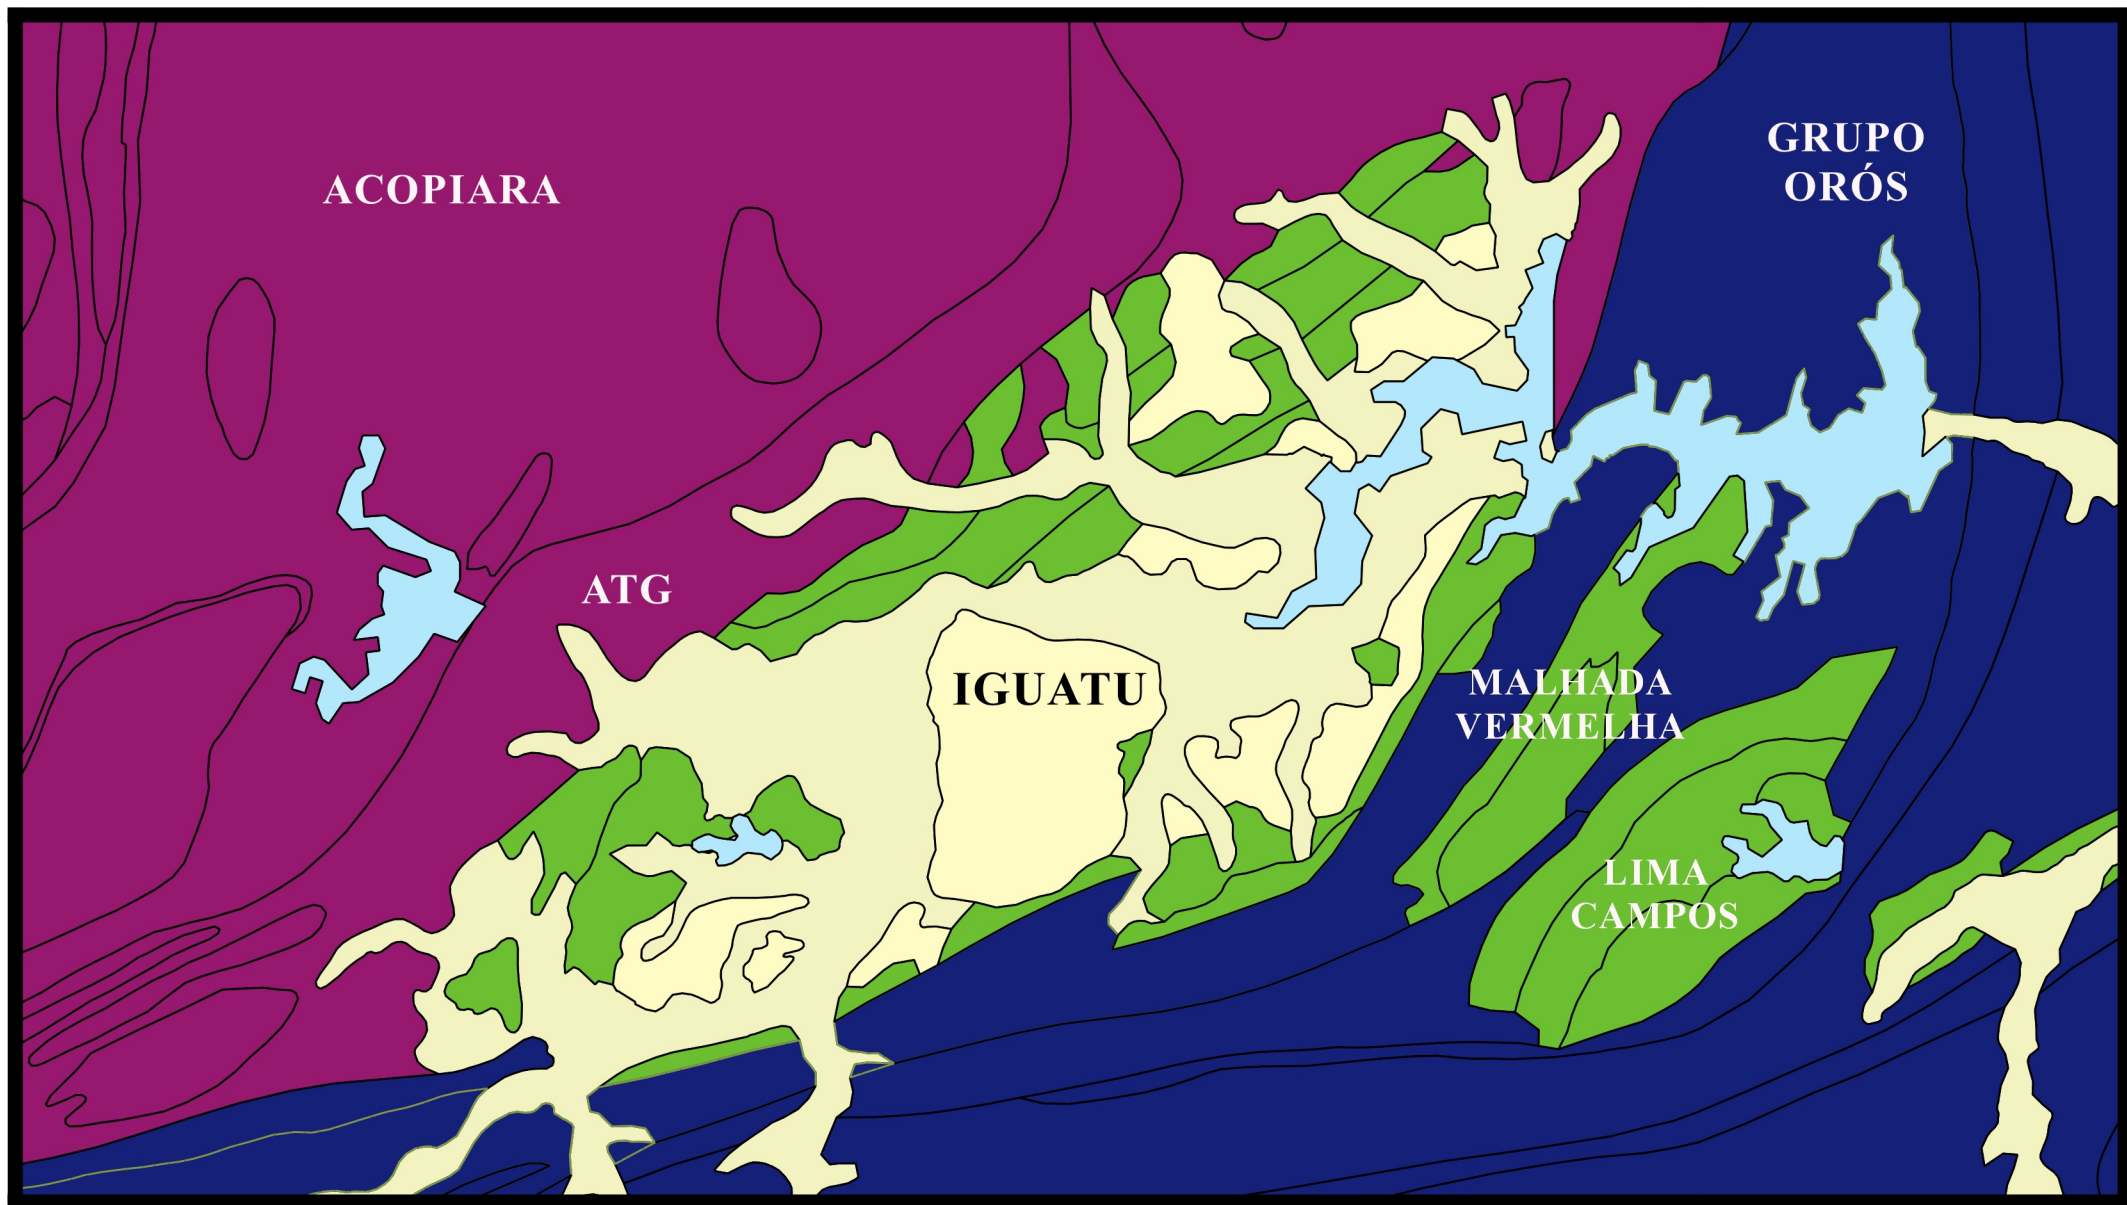 GRUPO
ORÓS
ACOPIARA
ATG
IGUATU
MALHADA
VERMELHA
LIMA
CAMPOS